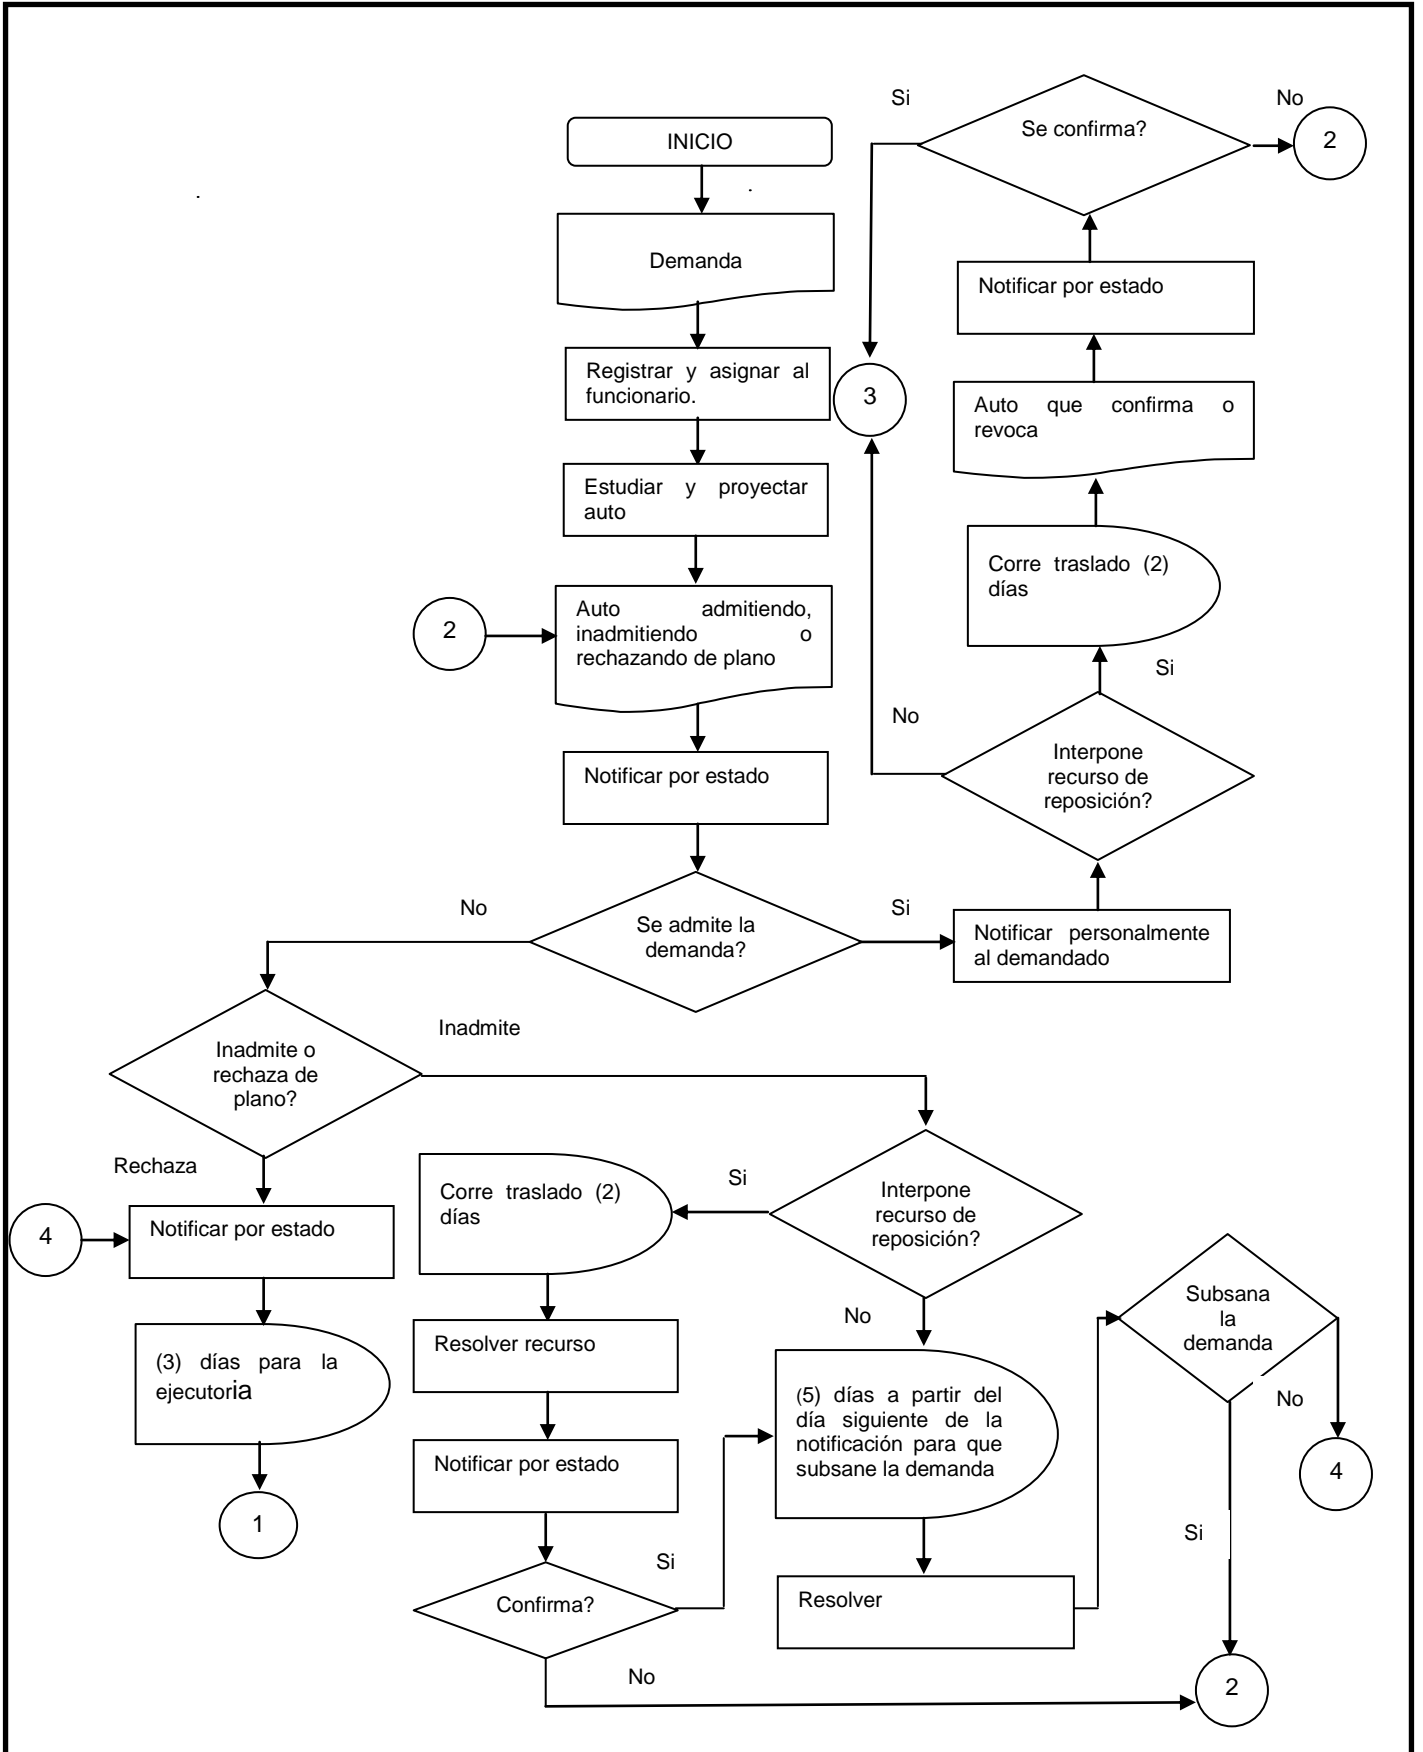 Si
No
Se confirma?
2
INICIO
Demanda
Notificar por estado
Registrar y asignar al
funcionario.
3
Auto que confirma o
revoca
Estudiar y proyectar
auto
Corre traslado (2)
días
2
Auto admitiendo,
inadmitiendo o
rechazando de plano
Si
No
Notificar por estado
Interpone
recurso de
reposición?
No
Se admite la
demanda?
Si
Notificar personalmente
al demandado
Inadmite
Inadmite o
rechaza de
plano?
Rechaza
Corre traslado (2)
días
Si
Interpone
recurso de
reposición?
4
Notificar por estado
Subsana
la
demanda
No
Resolver recurso
(3) días para la
ejecutoria
(5) días a partir del
día siguiente de la
notificación para que
subsane la demanda
No
4
Notificar por estado
1
Si
Si
Confirma?
Resolver
No
2